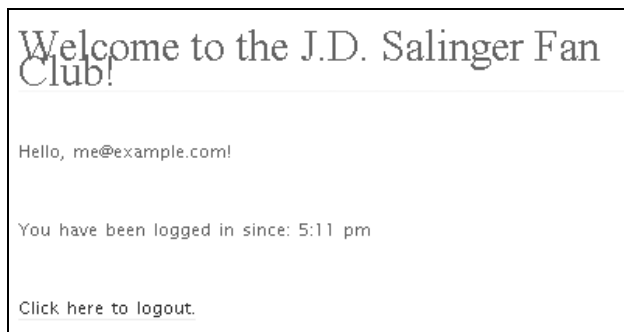 Welcome to the J.D. Salinger Fan
Club!
Hello, me@example.com!
You have been logged in since: 5:11 pm
Click here to logout.